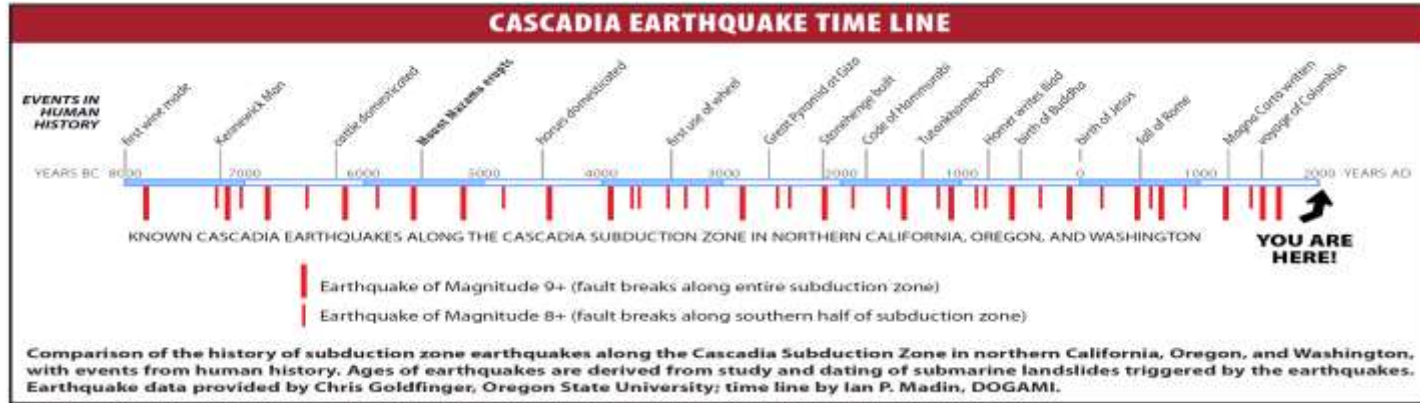 CASCADIA EARTHQUAKE TIME LINE
EVENTS IN
HUMAN
HISTORY
first wine made
Kennewick Man
cattle domesticated
Mount Mazama erupts
horses domesticated
first use of wheel
Great Pyramid at Giza
Stonehenge built
Code of Hammurabi
Tutankhamen born
Homer writes Iliad
birth of Buddha
birth of Jesus
fall of Rome
Magna Carta written
voyage of Columbus
YEARS BC 8000 7000 6000 5000 4000 3000 2000 1000 0 1000 2000 YEARS AD
KNOWN CASCADIA EARTHQUAKES ALONG THE CASCADIA SUBDUCTION ZONE IN NORTHERN CALIFORNIA, OREGON, AND WASHINGTON
YOU ARE
HERE!
Earthquake of Magnitude 9+ (fault breaks along entire subduction zone)
Earthquake of Magnitude 8+ (fault breaks along southern half of subduction zone)
Comparison of the history of subduction zone earthquakes along the Cascadia Subduction Zone in northern California, Oregon, and Washington,
with events from human history. Ages of earthquakes are derived from study and dating of submarine landslides triggered by the earthquakes.
Earthquake data provided by Chris Goldfinger, Oregon State University; time line by Ian P. Madin, DOGAMI.